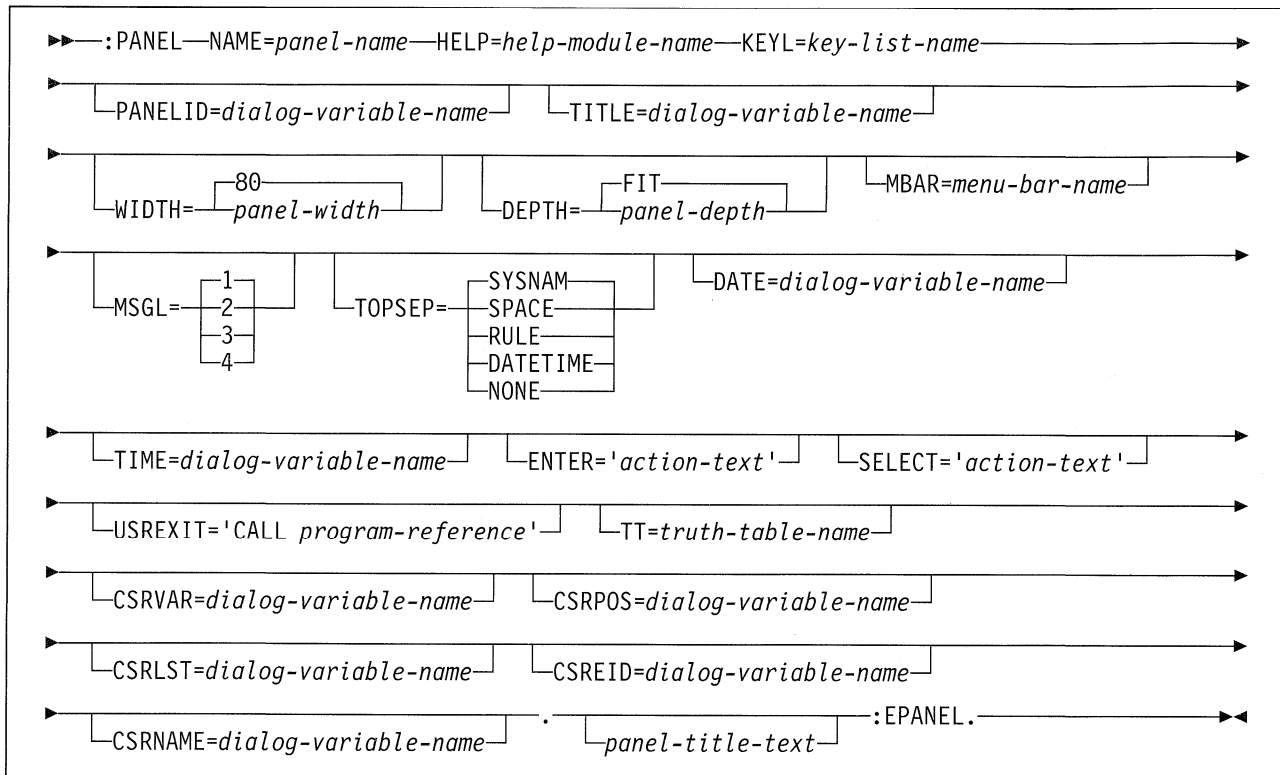 :PANEL NAME=panel-name HELP=help-module-name KEYL=key-list-name
PANELID=dialog-variable-name TITLE=dialog-variable-name
WIDTH= 80 panel-width DEPTH= FIT panel-depth MBAR=menu-bar-name
MSGL= 1 2 3 4 TOPSEP= SYSNAM SPACE RULE DATETIME NONE DATE=dialog-variable-name
TIME=dialog-variable-name ENTER='action-text' SELECT='action-text'
USREXIT='CALL program-reference' TT=truth-table-name
CSRVAR=dialog-variable-name CSRPOS=dialog-variable-name
CSRLST=dialog-variable-name CSREID=dialog-variable-name
CSRNAME=dialog-variable-name . panel-title-text :EPANEL.